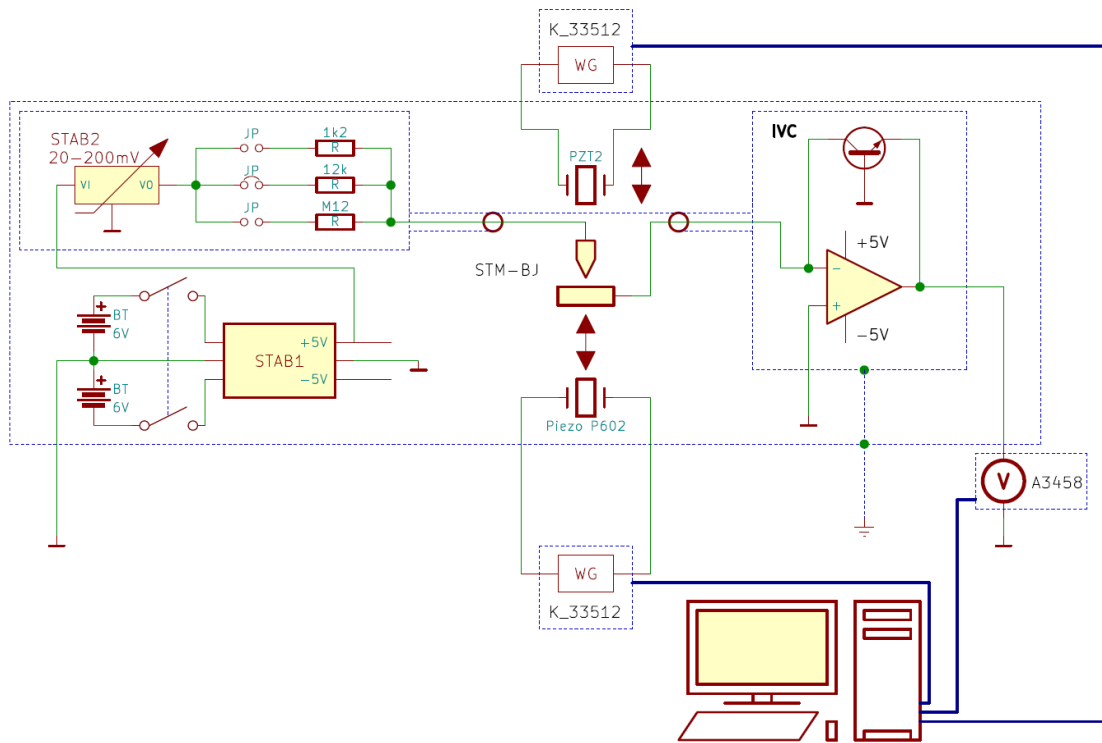 K_33512
WG
STAB2
20-200mV
VI
VO
JP
1k2
R
JP
12k
R
JP
M12
R
PZT2
IVC
+5V
-
+
-5V
STM-BJ
+
BT
6V
+
BT
6V
STAB1
+5V
-5V
Piezo P602
V
A3458
WG
K_33512